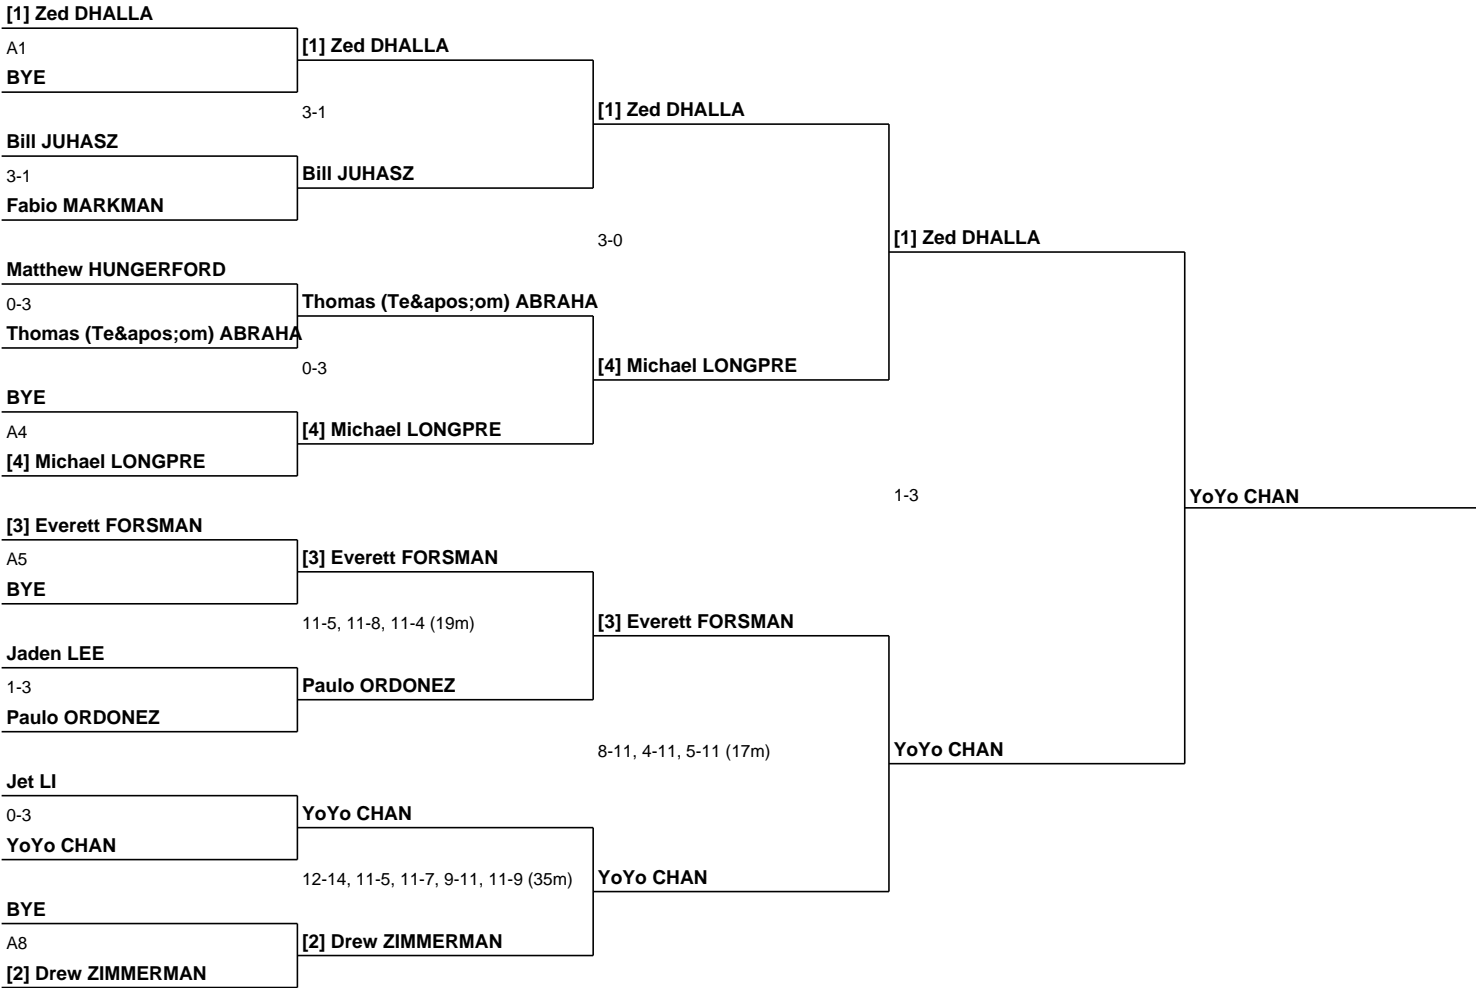 [1] Zed DHALLA
A1
BYE
Bill JUHASZ
3-1
Fabio MARKMAN
Matthew HUNGERFORD
0-3
Thomas (Te&apos;om) ABRAHA
BYE
A4
[4] Michael LONGPRE
[3] Everett FORSMAN
A5
BYE
Jaden LEE
1-3
Paulo ORDONEZ
Jet LI
0-3
YoYo CHAN
BYE
A8
[2] Drew ZIMMERMAN
[1] Zed DHALLA
3-1
Bill JUHASZ
Thomas (Te&apos;om) ABRAHA
0-3
[4] Michael LONGPRE
[3] Everett FORSMAN
11-5, 11-8, 11-4 (19m)
Paulo ORDONEZ
YoYo CHAN
12-14, 11-5, 11-7, 9-11, 11-9 (35m)
[2] Drew ZIMMERMAN
[1] Zed DHALLA
3-0
[4] Michael LONGPRE
[3] Everett FORSMAN
8-11, 4-11, 5-11 (17m)
YoYo CHAN
[1] Zed DHALLA
1-3
YoYo CHAN
YoYo CHAN